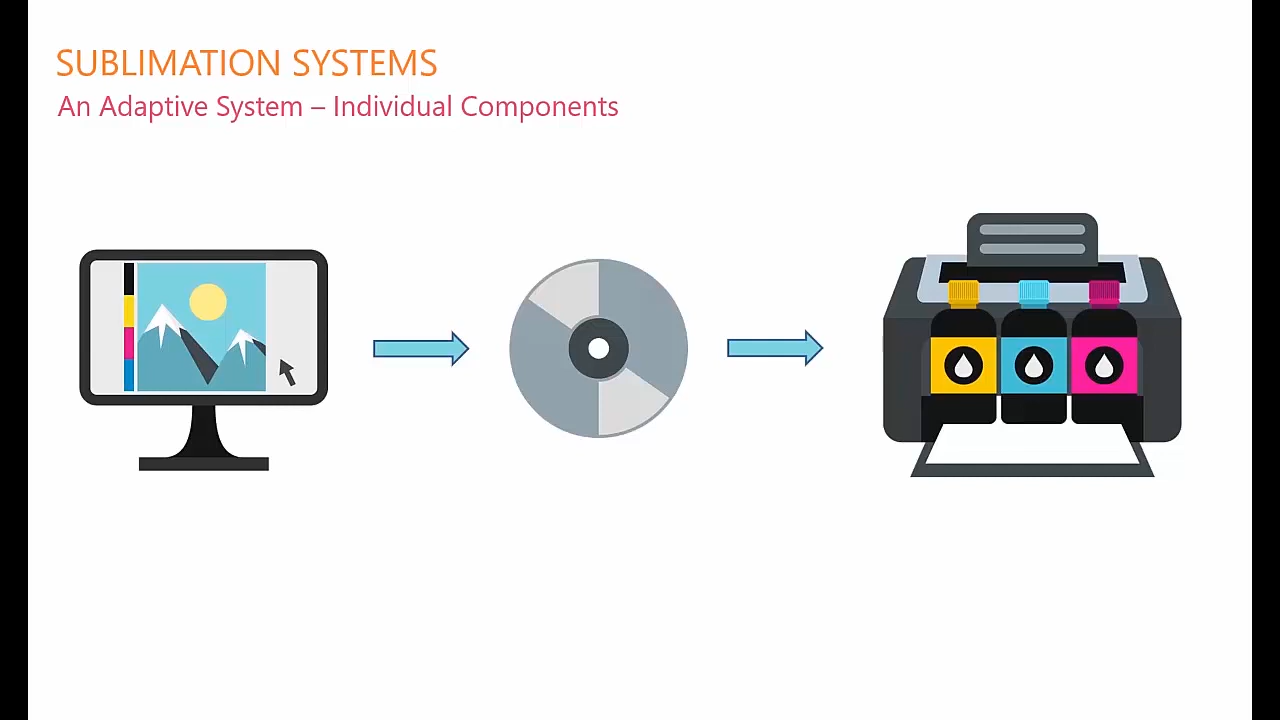 SUBLIMATION SYSTEMS
An Adaptive System – Individual Components